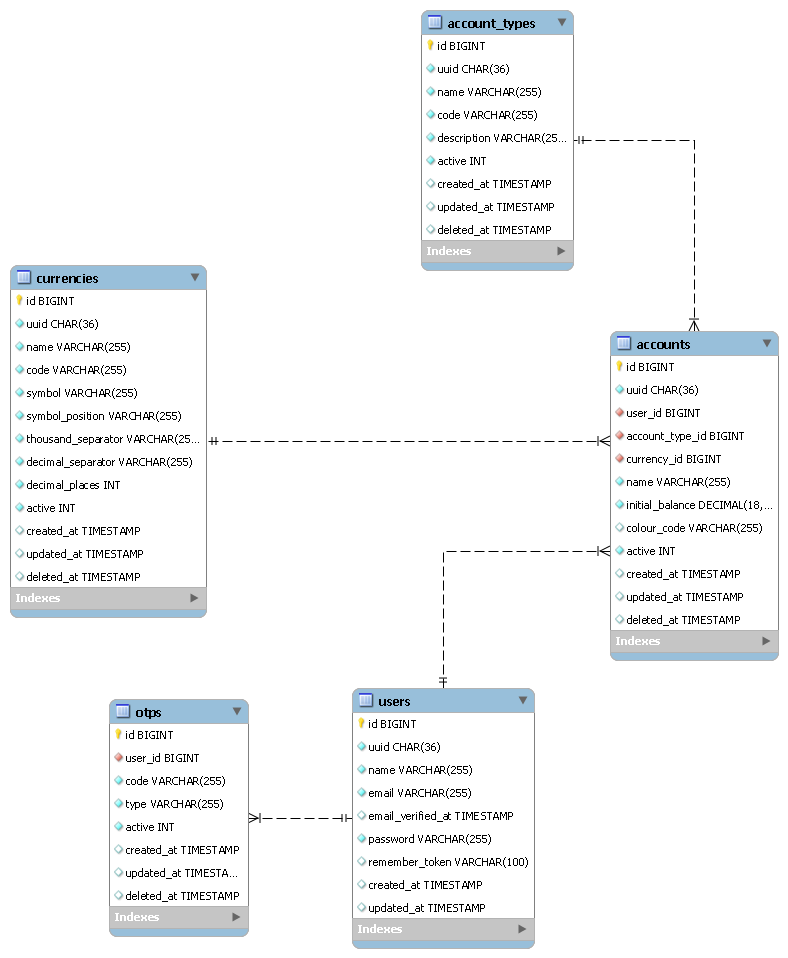 account_types
id BIGINT
uuid CHAR(36)
name VARCHAR(255)
code VARCHAR(255)
description VARCHAR(25...
active INT
created_at TIMESTAMP
updated_at TIMESTAMP
deleted_at TIMESTAMP
Indexes
currencies
id BIGINT
uuid CHAR(36)
name VARCHAR(255)
code VARCHAR(255)
symbol VARCHAR(255)
symbol_position VARCHAR(255)
thousand_separator VARCHAR(25...
decimal_separator VARCHAR(255)
decimal_places INT
active INT
created_at TIMESTAMP
updated_at TIMESTAMP
deleted_at TIMESTAMP
Indexes
accounts
id BIGINT
uuid CHAR(36)
user_id BIGINT
account_type_id BIGINT
currency_id BIGINT
name VARCHAR(255)
initial_balance DECIMAL(18,...
colour_code VARCHAR(255)
active INT
created_at TIMESTAMP
updated_at TIMESTAMP
deleted_at TIMESTAMP
Indexes
otps
id BIGINT
user_id BIGINT
code VARCHAR(255)
type VARCHAR(255)
active INT
created_at TIMESTAMP
updated_at TIMESTA...
deleted_at TIMESTAMP
Indexes
users
id BIGINT
uuid CHAR(36)
name VARCHAR(255)
email VARCHAR(255)
email_verified_at TIMESTAMP
password VARCHAR(255)
remember_token VARCHAR(100)
created_at TIMESTAMP
updated_at TIMESTAMP
Indexes